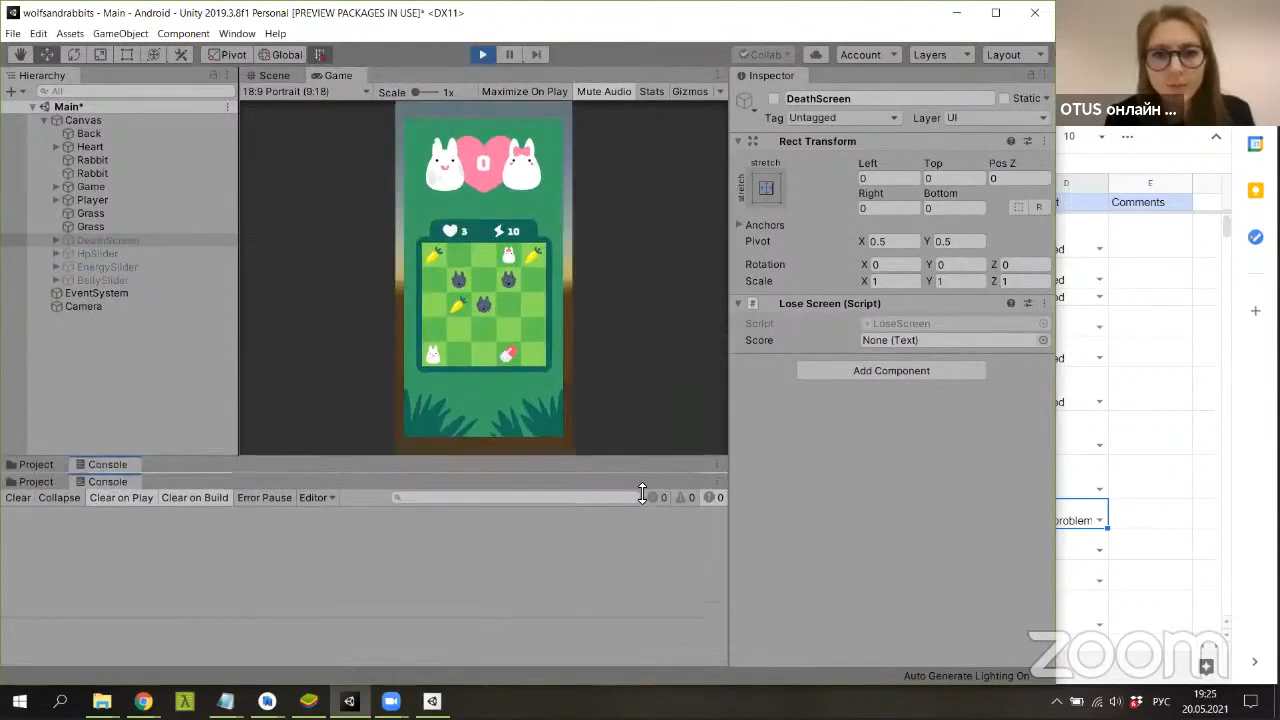 wolfsandrabbits - Main - Android - Unity 2019.3.8f1 Personal [PREVIEW PACKAGES IN USE]* <DX11>
File Edit Assets GameObject Component Window Help
Pivot Global Collab Account Layers Layout
Hierarchy
All
Main*
Canvas
Back
Heart
Rabbit
Rabbit
Game
Player
Grass
Grass
DeathScreen
HpSlider
EnergySlider
BellySlider
EventSystem
Camera
Scene Game
18:9 Portrait (9:18) Scale 1x Maximize On Play Mute Audio Stats Gizmos
0
3 10
Inspector
DeathScreen Static
Tag Untagged Layer UI
Rect Transform
stretch
stretch
Left Top Pos Z
0 0 0
Right Bottom
0 0 R
Anchors
Pivot X 0.5 Y 0.5
Rotation X 0 Y 0 Z 0
Scale X 1 Y 1 Z 1
Lose Screen (Script)
Script LoseScreen
Score None (Text)
Add Component
Project Console
Project Console
Clear Collapse Clear on Play Clear on Build Error Pause Editor 0 0 0
Auto Generate Lighting On
OTUS онлайн ...
10
D E
Comments
problem
zoom
РУС
19:25
20.05.2021